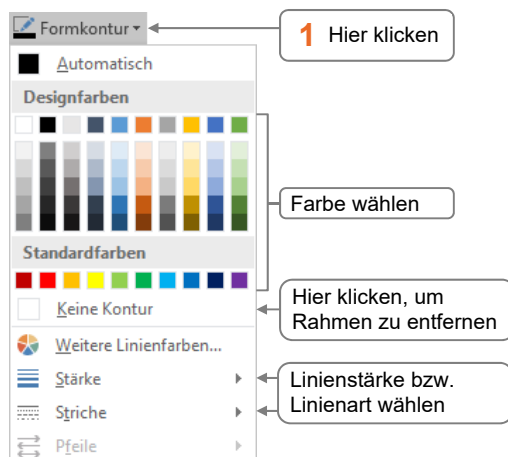 Formkontur
1 Hier klicken
Automatisch
Designfarben
Farbe wählen
Standardfarben
Keine Kontur
Hier klicken, um
Rahmen zu entfernen
Weitere Linienfarben...
Stärke
Linienstärke bzw.
Linienart wählen
Striche
Pfeile